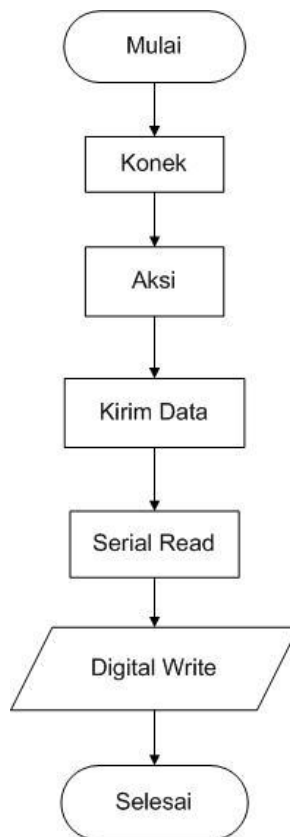 Mulai
Konek
Aksi
Kirim Data
Serial Read
Digital Write
Selesai